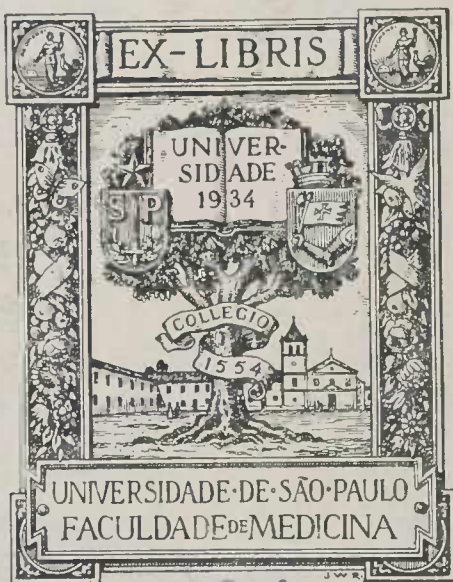 EX-LIBRIS
UNIVER-
SIDADE
1934
S P
COLLEGIO
1554
UNIVERSIDADE·DE·SÃO·PAULO
FACULDADE DE MEDICINA
J.W.R.